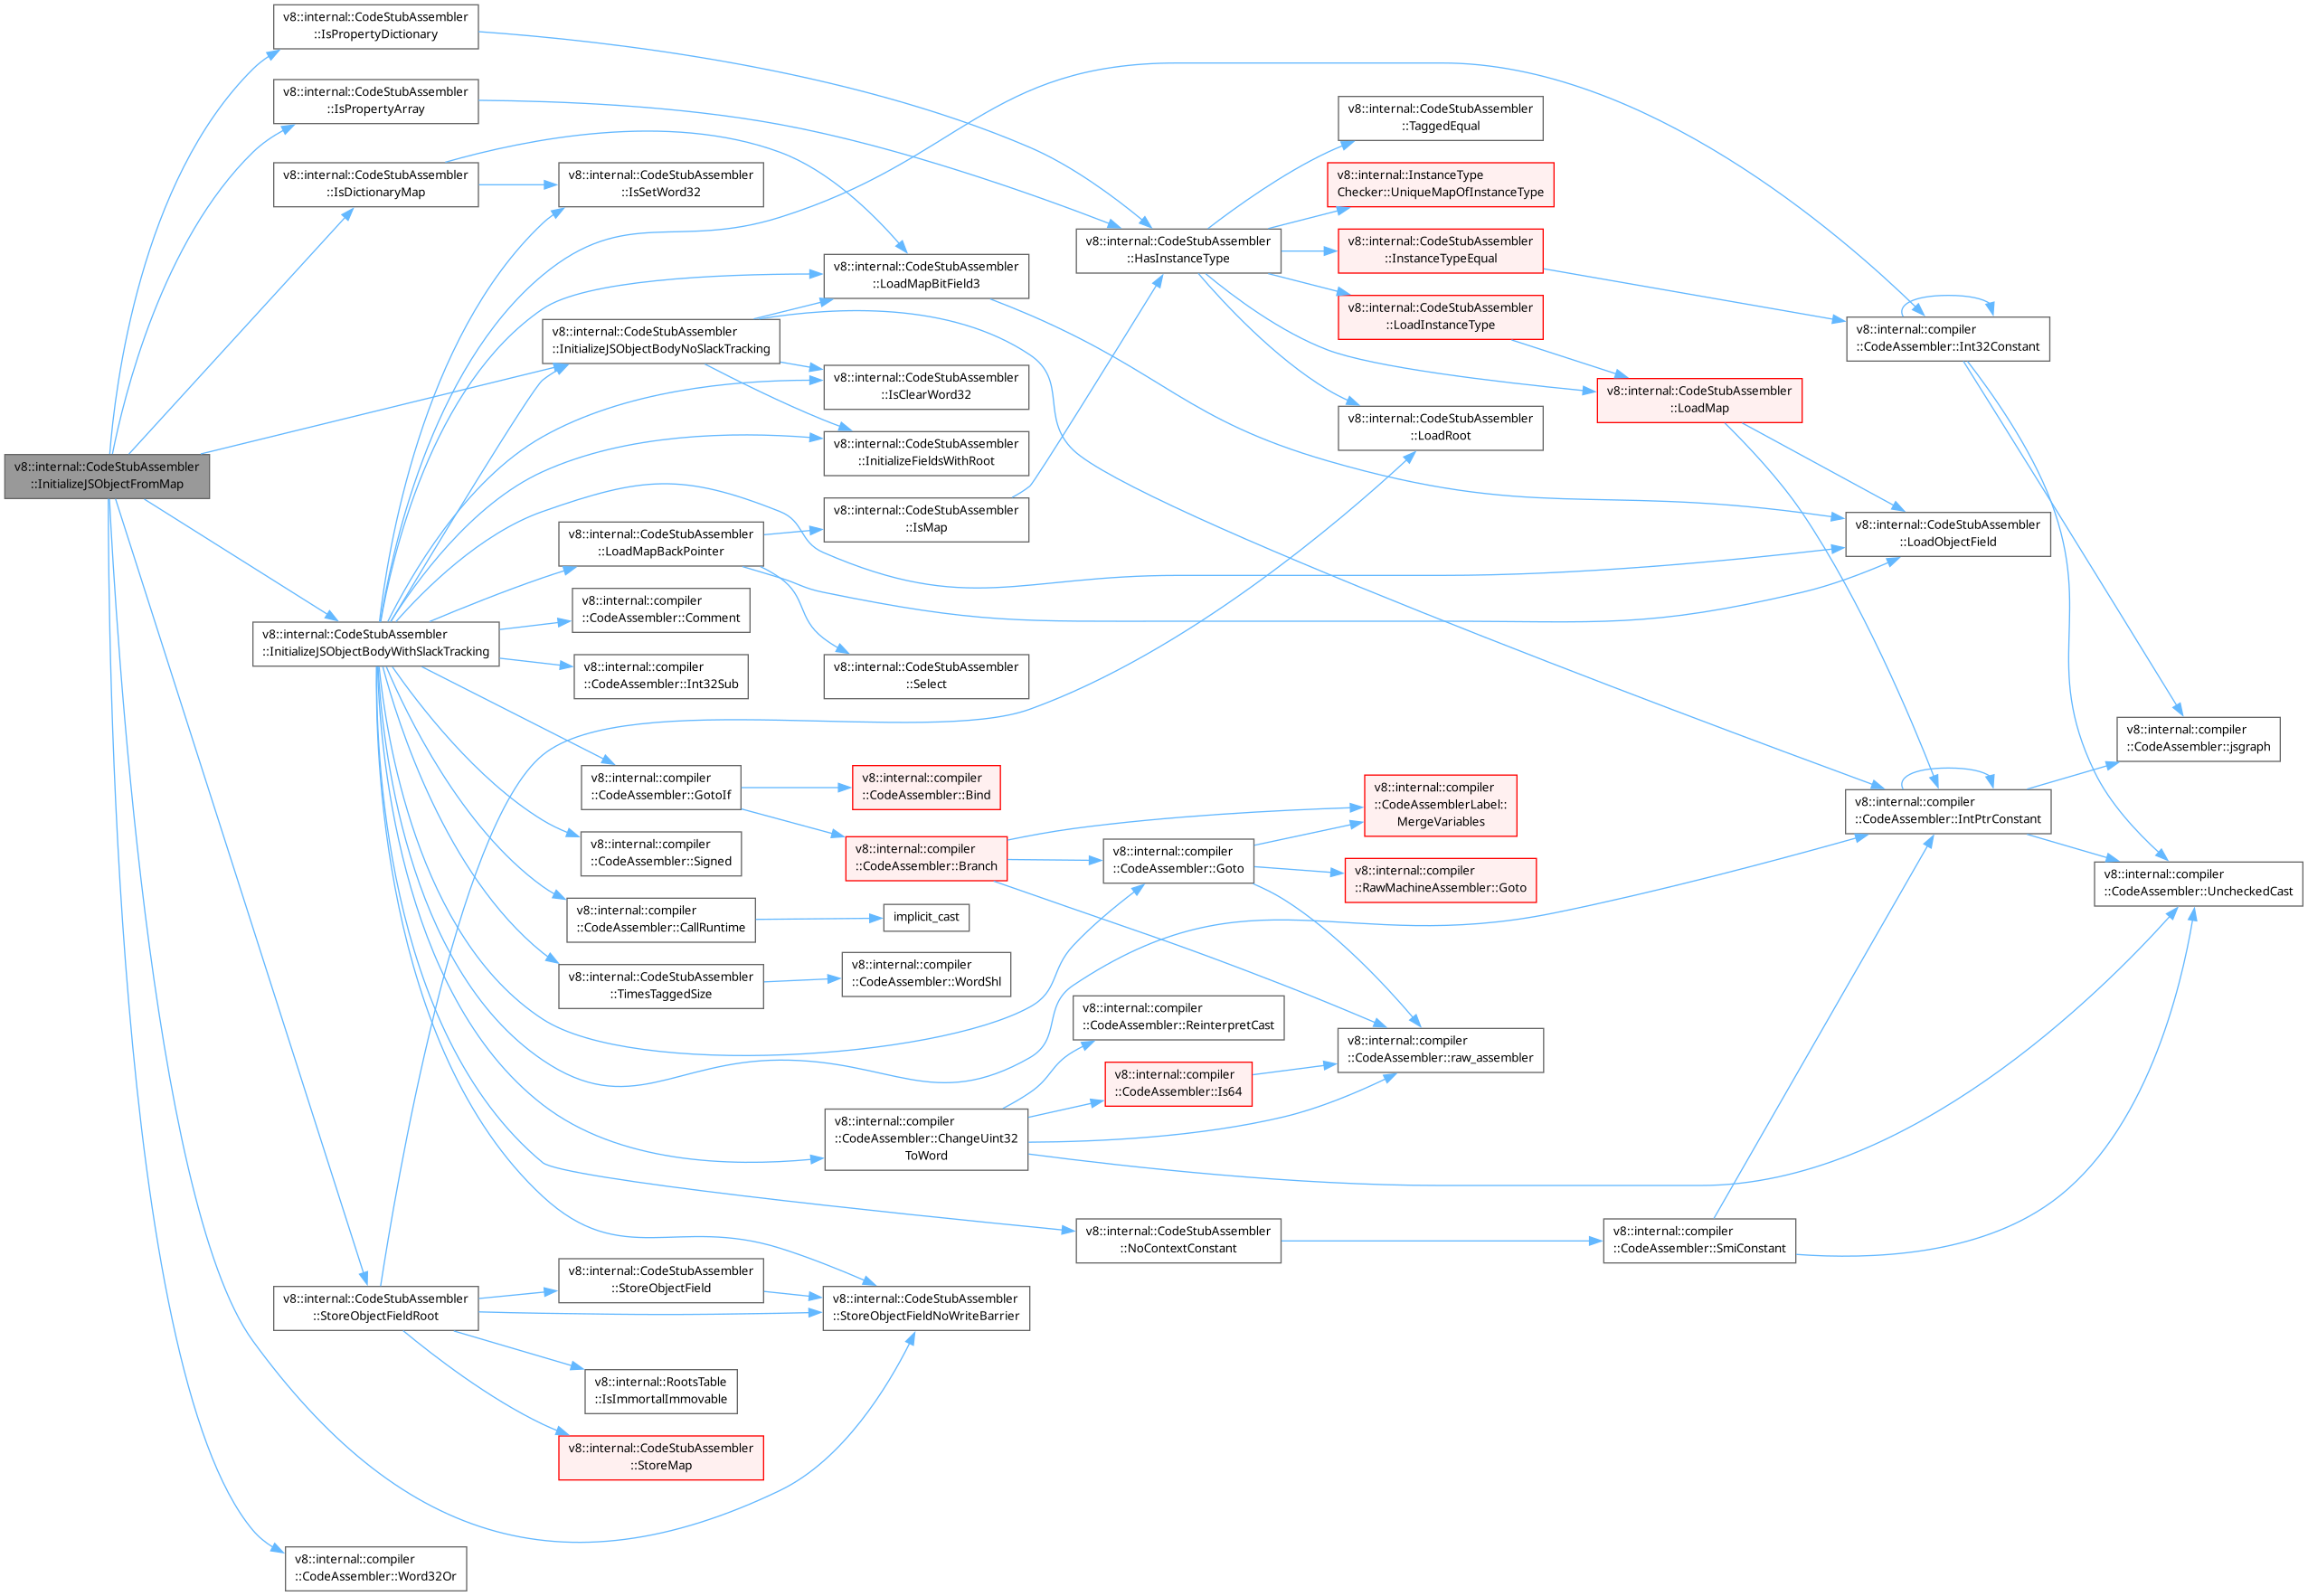 v8::internal::CodeStubAssembler
::InitializeJSObjectFromMap
v8::internal::CodeStubAssembler
::IsPropertyDictionary
v8::internal::CodeStubAssembler
::IsPropertyArray
v8::internal::CodeStubAssembler
::IsDictionaryMap
v8::internal::CodeStubAssembler
::InitializeJSObjectBodyWithSlackTracking
v8::internal::CodeStubAssembler
::StoreObjectFieldRoot
v8::internal::compiler
::CodeAssembler::Word32Or
v8::internal::CodeStubAssembler
::IsSetWord32
v8::internal::CodeStubAssembler
::InitializeJSObjectBodyNoSlackTracking
v8::internal::CodeStubAssembler
::LoadMapBackPointer
v8::internal::compiler
::CodeAssembler::Comment
v8::internal::compiler
::CodeAssembler::Int32Sub
v8::internal::compiler
::CodeAssembler::GotoIf
v8::internal::compiler
::CodeAssembler::Signed
v8::internal::compiler
::CodeAssembler::CallRuntime
v8::internal::CodeStubAssembler
::TimesTaggedSize
v8::internal::CodeStubAssembler
::StoreObjectField
v8::internal::RootsTable
::IsImmortalImmovable
v8::internal::CodeStubAssembler
::StoreMap
v8::internal::CodeStubAssembler
::LoadMapBitField3
v8::internal::CodeStubAssembler
::IsClearWord32
v8::internal::CodeStubAssembler
::InitializeFieldsWithRoot
v8::internal::CodeStubAssembler
::IsMap
v8::internal::CodeStubAssembler
::Select
v8::internal::compiler
::CodeAssembler::Bind
v8::internal::compiler
::CodeAssembler::Branch
implicit_cast
v8::internal::compiler
::CodeAssembler::WordShl
v8::internal::compiler
::CodeAssembler::ChangeUint32
ToWord
v8::internal::CodeStubAssembler
::StoreObjectFieldNoWriteBarrier
v8::internal::CodeStubAssembler
::HasInstanceType
v8::internal::compiler
::CodeAssembler::Goto
v8::internal::compiler
::CodeAssembler::ReinterpretCast
v8::internal::compiler
::CodeAssembler::Is64
v8::internal::CodeStubAssembler
::NoContextConstant
v8::internal::CodeStubAssembler
::TaggedEqual
v8::internal::InstanceType
Checker::UniqueMapOfInstanceType
v8::internal::CodeStubAssembler
::InstanceTypeEqual
v8::internal::CodeStubAssembler
::LoadInstanceType
v8::internal::CodeStubAssembler
::LoadRoot
v8::internal::compiler
::CodeAssemblerLabel::
MergeVariables
v8::internal::compiler
::RawMachineAssembler::Goto
v8::internal::compiler
::CodeAssembler::raw_assembler
v8::internal::CodeStubAssembler
::LoadMap
v8::internal::compiler
::CodeAssembler::SmiConstant
v8::internal::compiler
::CodeAssembler::Int32Constant
v8::internal::CodeStubAssembler
::LoadObjectField
v8::internal::compiler
::CodeAssembler::IntPtrConstant
v8::internal::compiler
::CodeAssembler::jsgraph
v8::internal::compiler
::CodeAssembler::UncheckedCast